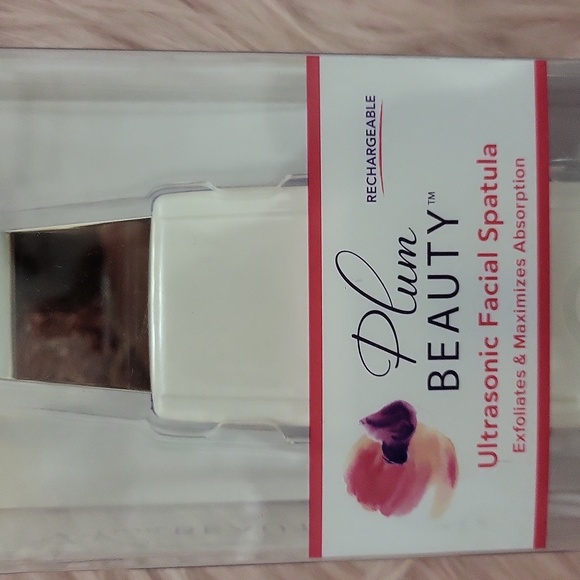 RECHARGEABLE
Plum
BEAUTY™
Ultrasonic Facial Spatula
Exfoliates & Maximizes Absorption